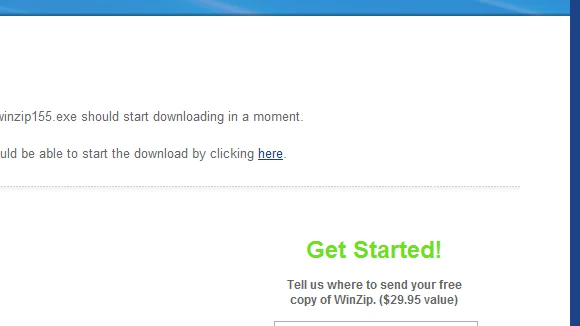 winzip155.exe should start downloading in a moment.
be able to start the download by clicking here.
Get Started!
Tell us where to send your free
copy of WinZip. ($29.95 value)